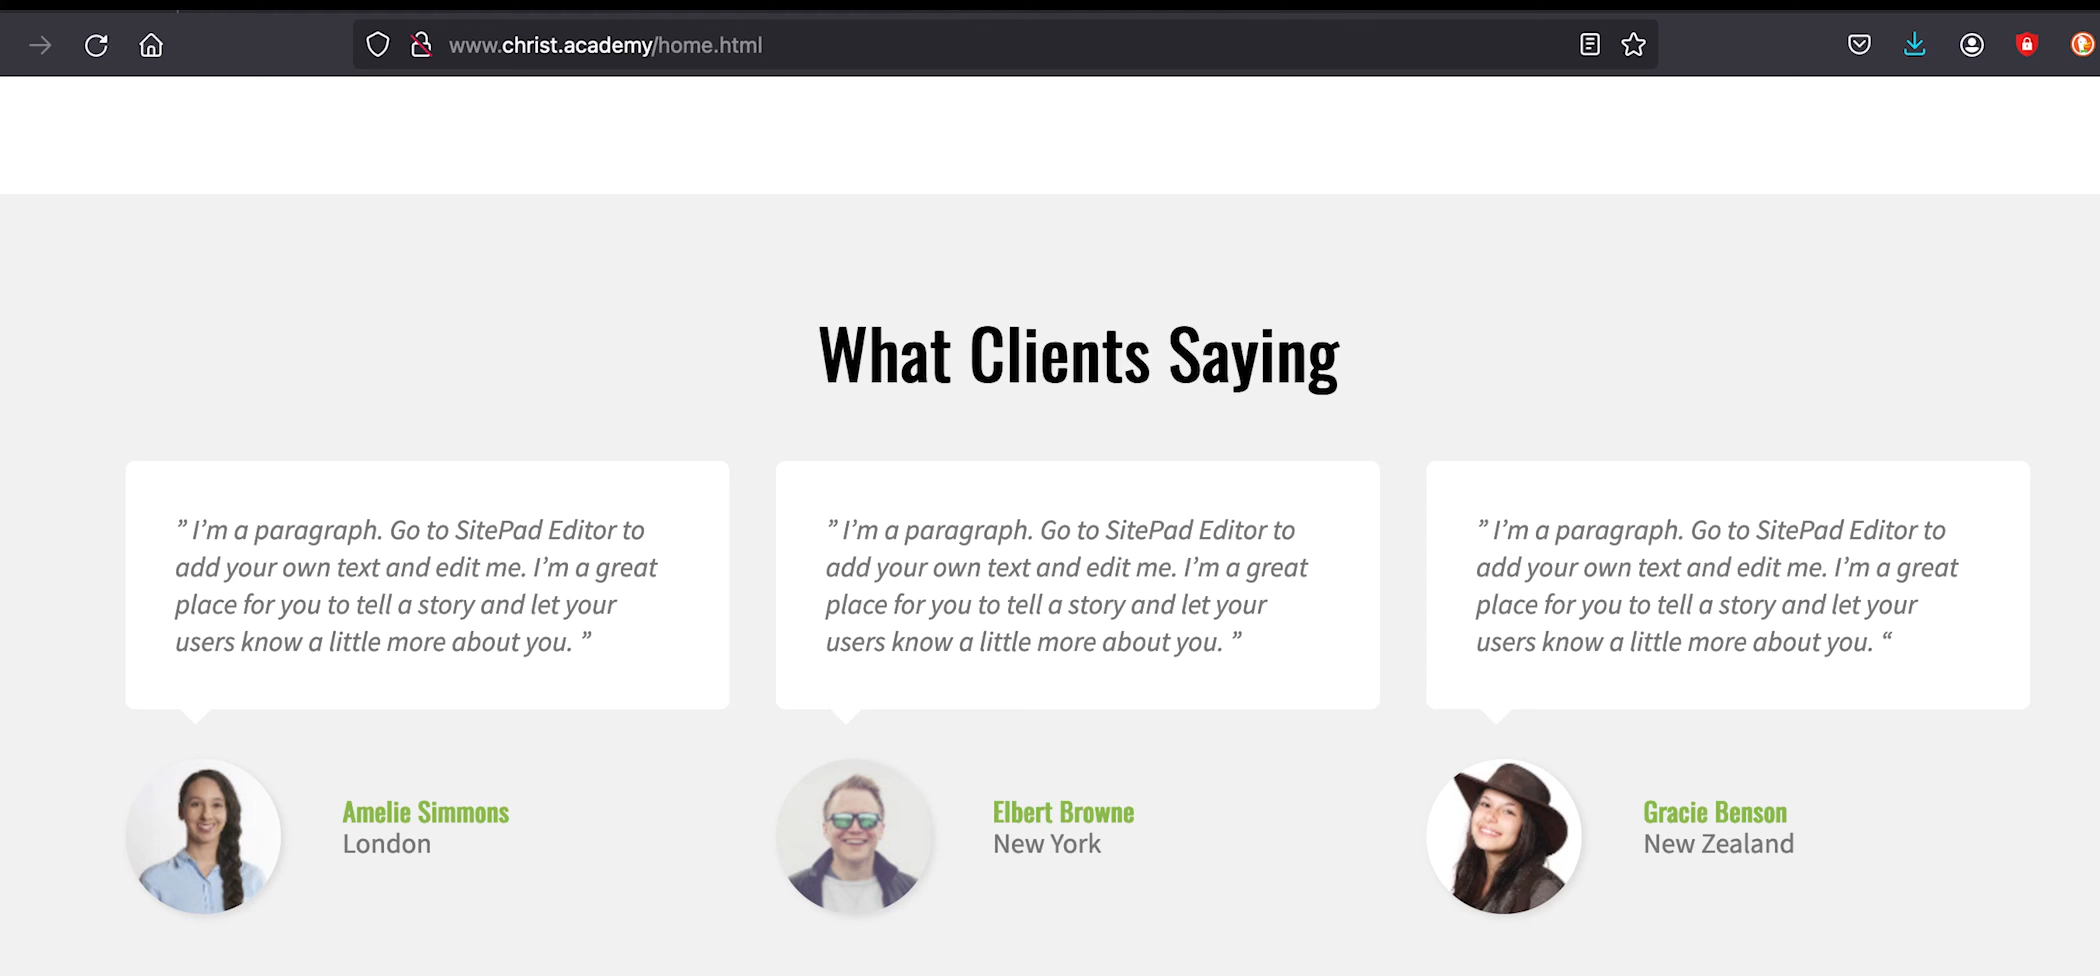 www.christ.academy/home.html
What Clients Saying
” I’m a paragraph. Go to SitePad Editor to
add your own text and edit me. I’m a great
place for you to tell a story and let your
users know a little more about you. ”
Amelie Simmons
London
” I’m a paragraph. Go to SitePad Editor to
add your own text and edit me. I’m a great
place for you to tell a story and let your
users know a little more about you. ”
Elbert Browne
New York
” I’m a paragraph. Go to SitePad Editor to
add your own text and edit me. I’m a great
place for you to tell a story and let your
users know a little more about you. “
Gracie Benson
New Zealand